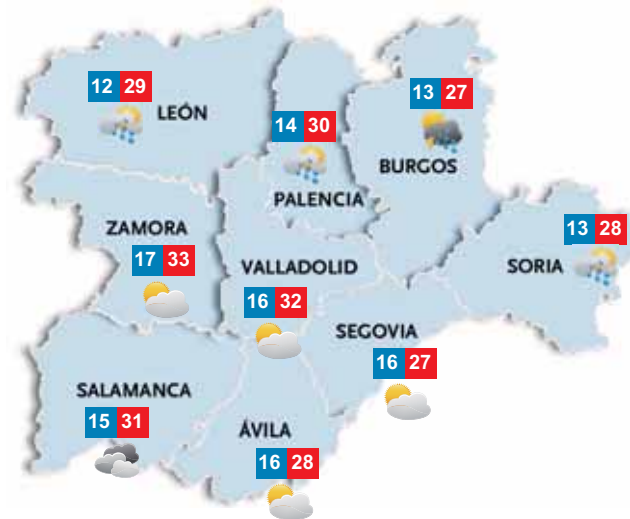 12 29
LEÓN
13 27
BURGOS
14 30
PALENCIA
ZAMORA
17 33
VALLADOLID
16 32
13 28
SORIA
SEGOVIA
16 27
SALAMANCA
15 31
ÁVILA
16 28